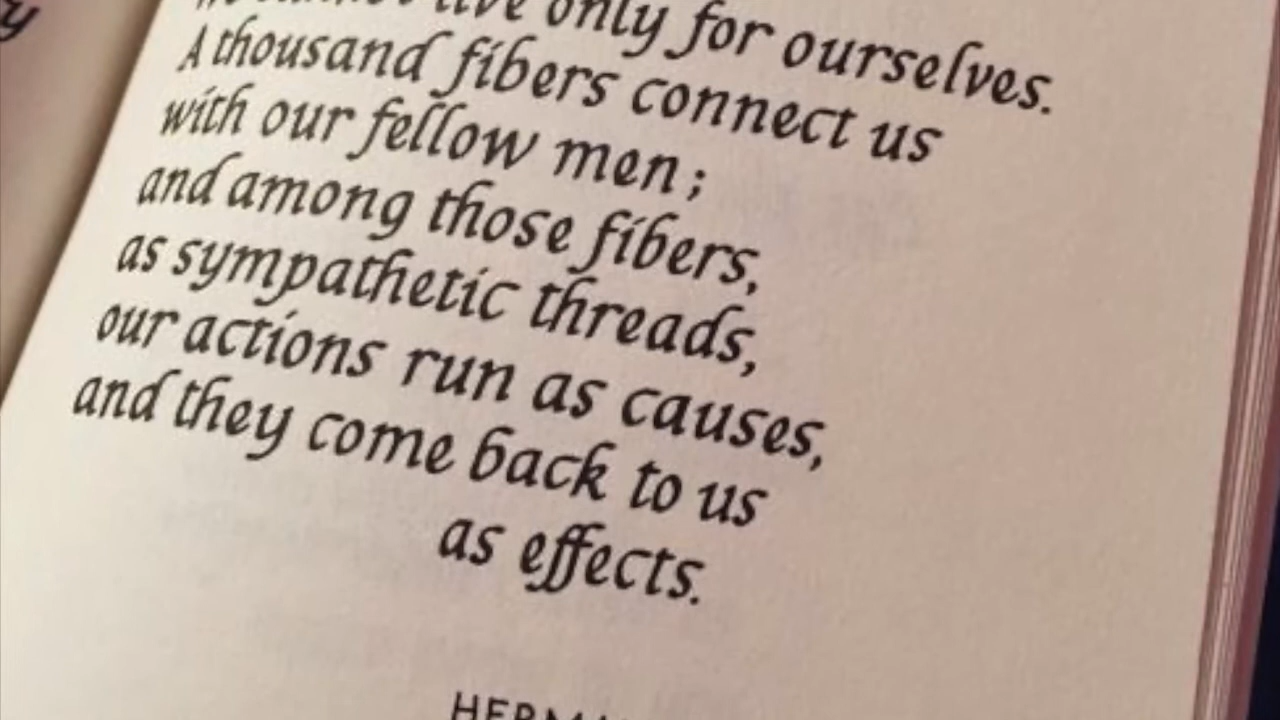 live only for ourselves.
A thousand fibers connect us
with our fellow men;
and among those fibers,
as sympathetic threads,
our actions run as causes,
and they come back to us
as effects.